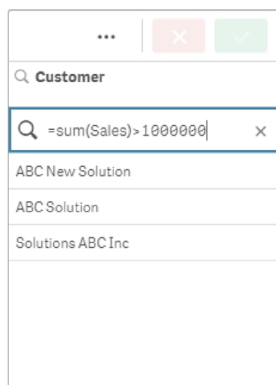 Customer
=sum(Sales)>1000000
ABC New Solution
ABC Solution
Solutions ABC Inc